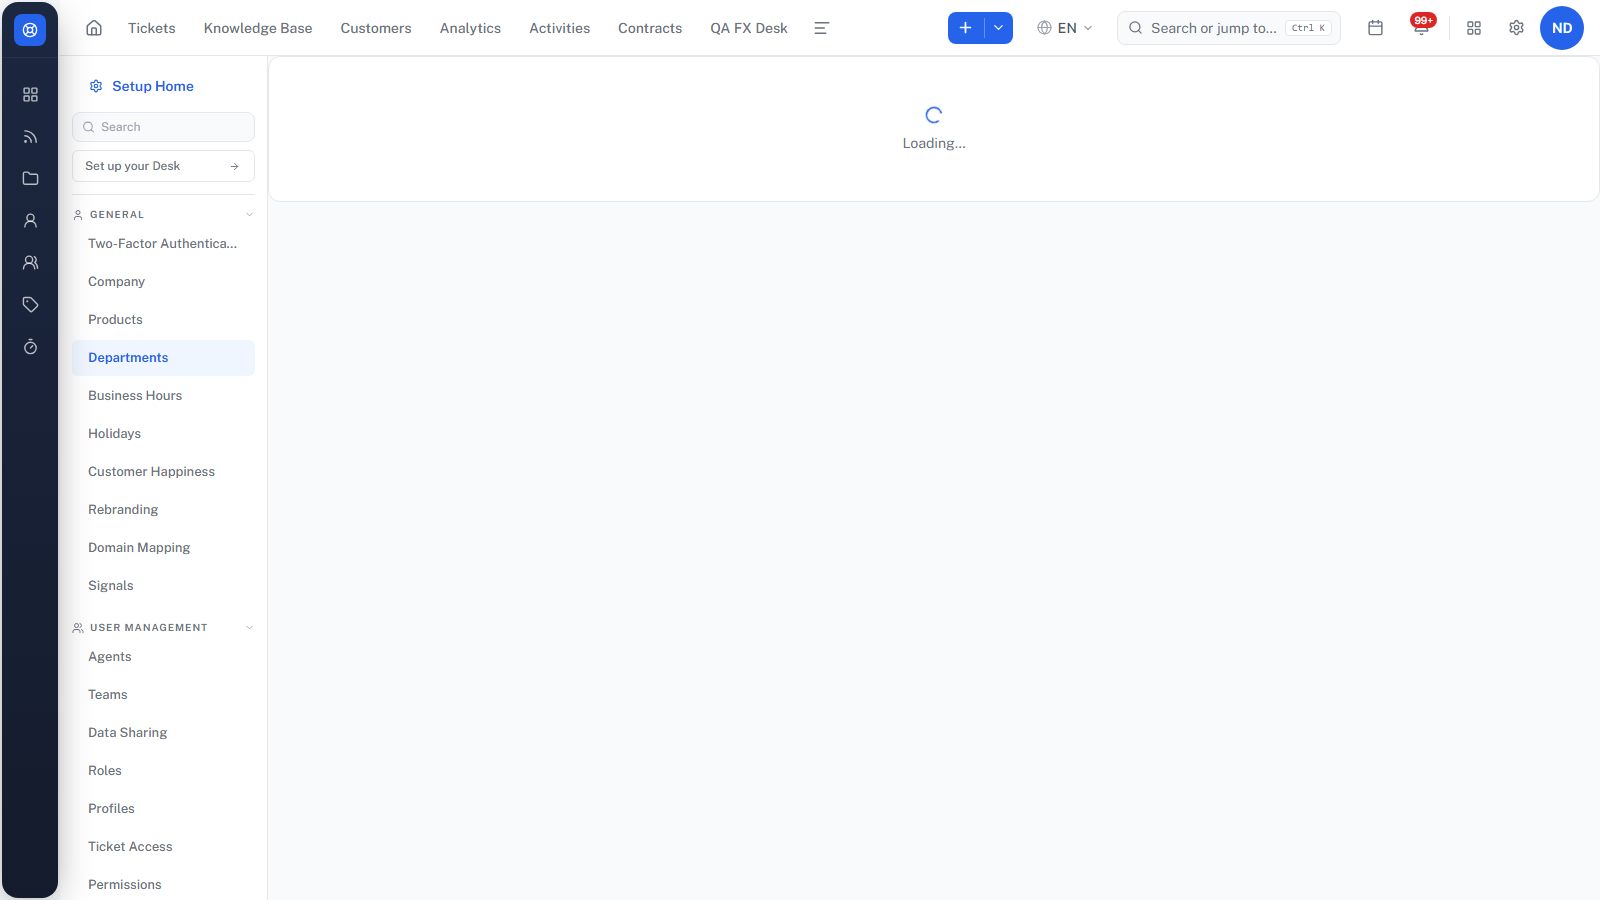 Tickets
Knowledge Base
Customers
Analytics
Activities
Contracts
QA FX Desk
EN
Search or jump to...
Ctrl K
99+
ND
Setup Home
Search
Set up your Desk
GENERAL
Two-Factor Authentica...
Company
Products
Departments
Business Hours
Holidays
Customer Happiness
Rebranding
Domain Mapping
Signals
USER MANAGEMENT
Agents
Teams
Data Sharing
Roles
Profiles
Ticket Access
Permissions
Loading...